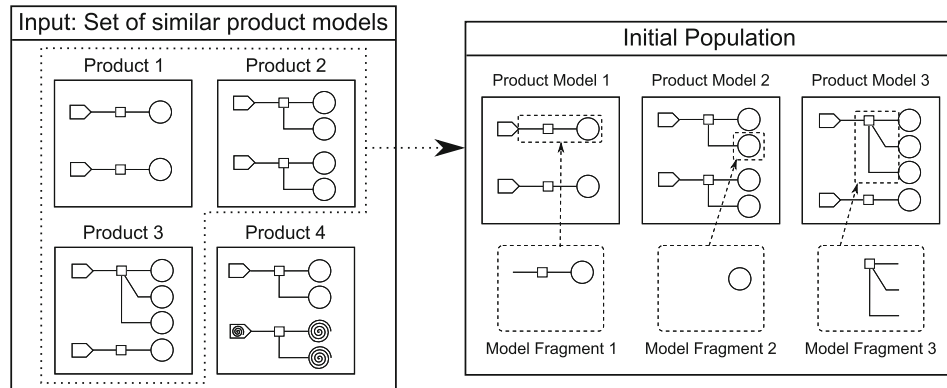 Input: Set of similar product models
Product 1
Product 2
Product 3
Product 4
Initial Population
Product Model 1
Product Model 2
Product Model 3
Model Fragment 1
Model Fragment 2
Model Fragment 3